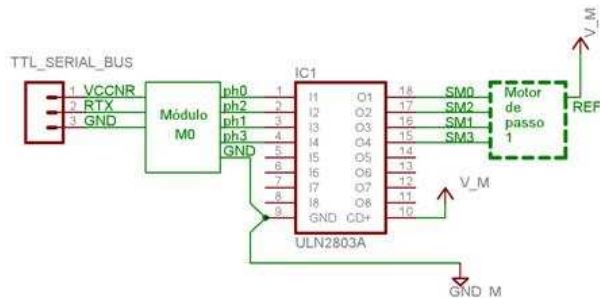 V_M
TTL_SERIAL_BUS
IC1
1 VCCNR
2 RTX
3 GND
Módulo
M0
ph0
ph2
ph1
ph3
GND
1 I1 O1 18
2 I2 O2 17
3 I3 O3 16
4 I4 O4 15
5 I5 O5 14
6 I6 O6 13
7 I7 O7 12
8 I8 O8 11
9 GND CD+ 10
ULN2803A
SM0
SM2
SM1
SM3
Motor
de
passo
1
REF
V_M
GND_M